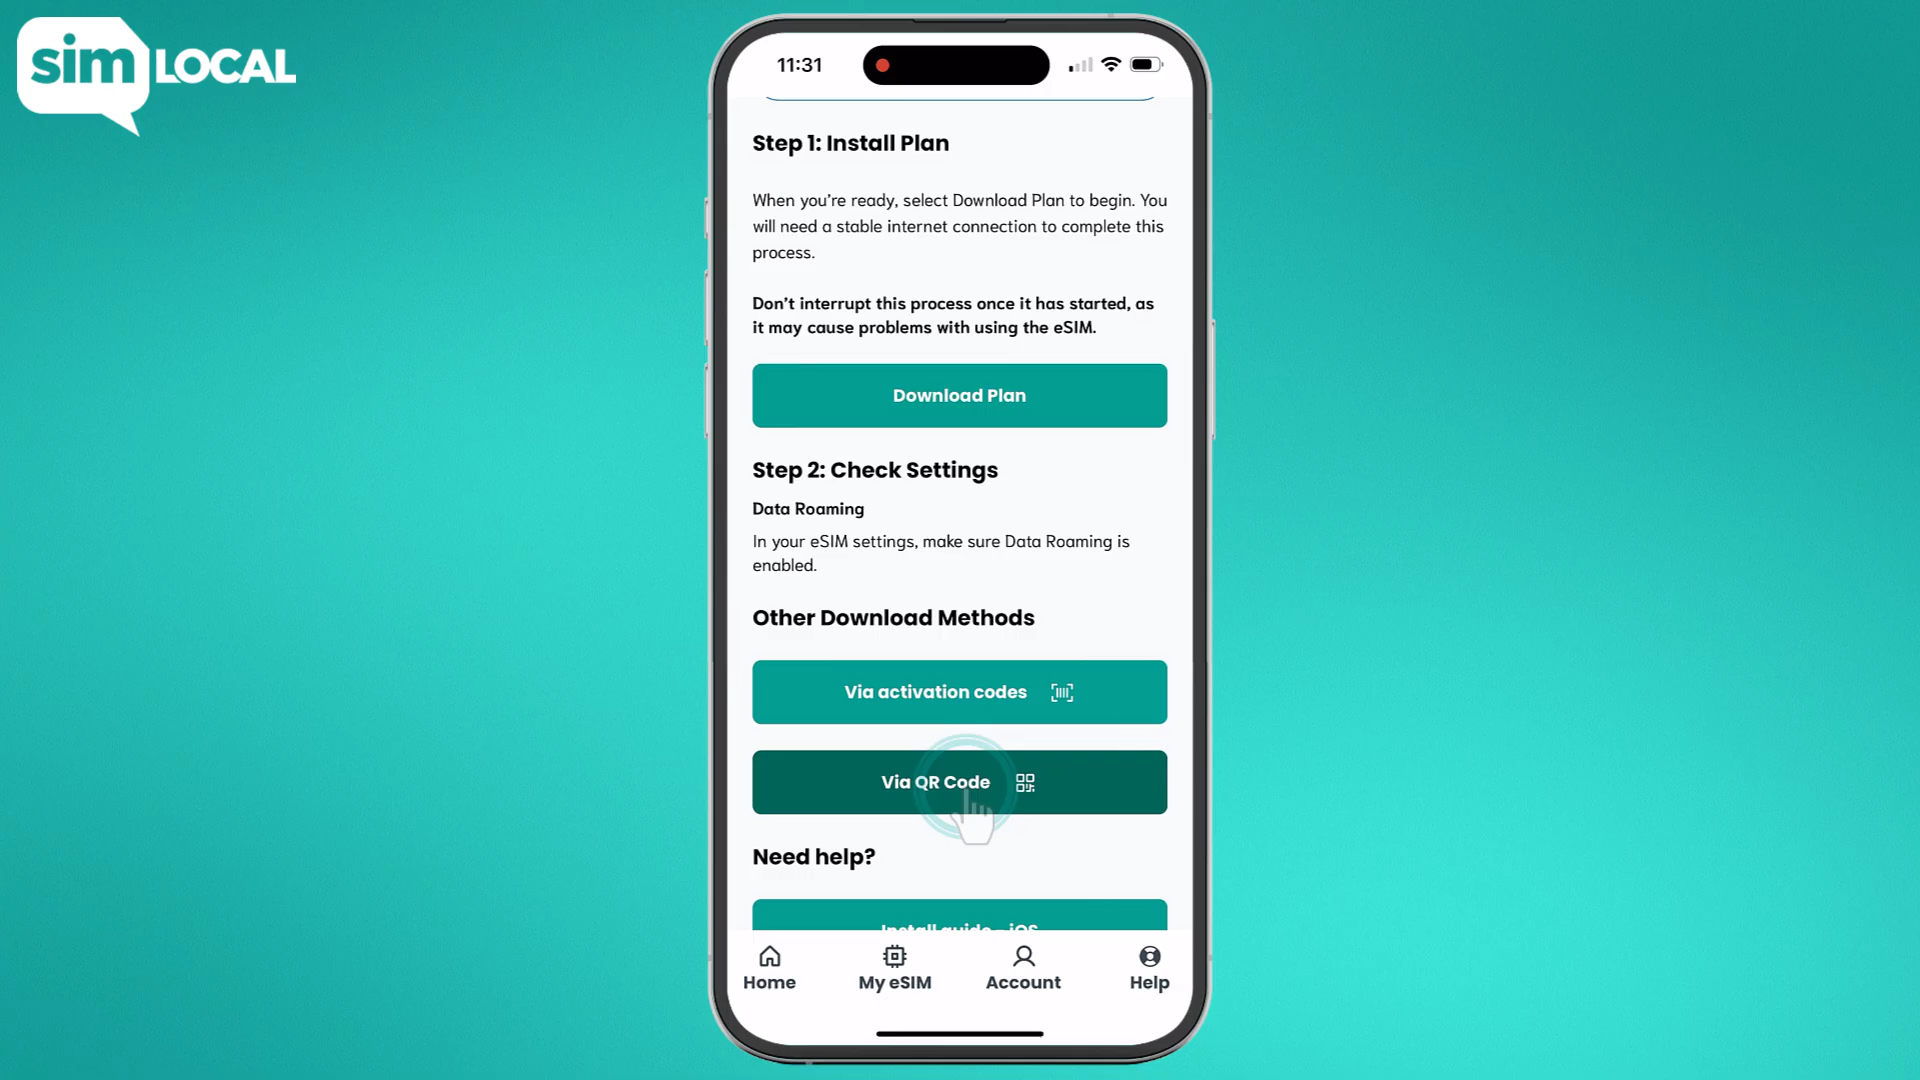 sim LOCAL
11:31
Step 1: Install Plan
When you're ready, select Download Plan to begin. You
will need a stable internet connection to complete this
process.
Don't interrupt this process once it has started, as
it may cause problems with using the eSIM.
Download Plan
Step 2: Check Settings
Data Roaming
In your eSIM settings, make sure Data Roaming is
enabled.
Other Download Methods
Via activation codes
Via QR Code
Need help?
Install guide - iOS
Home
My eSIM
Account
Help